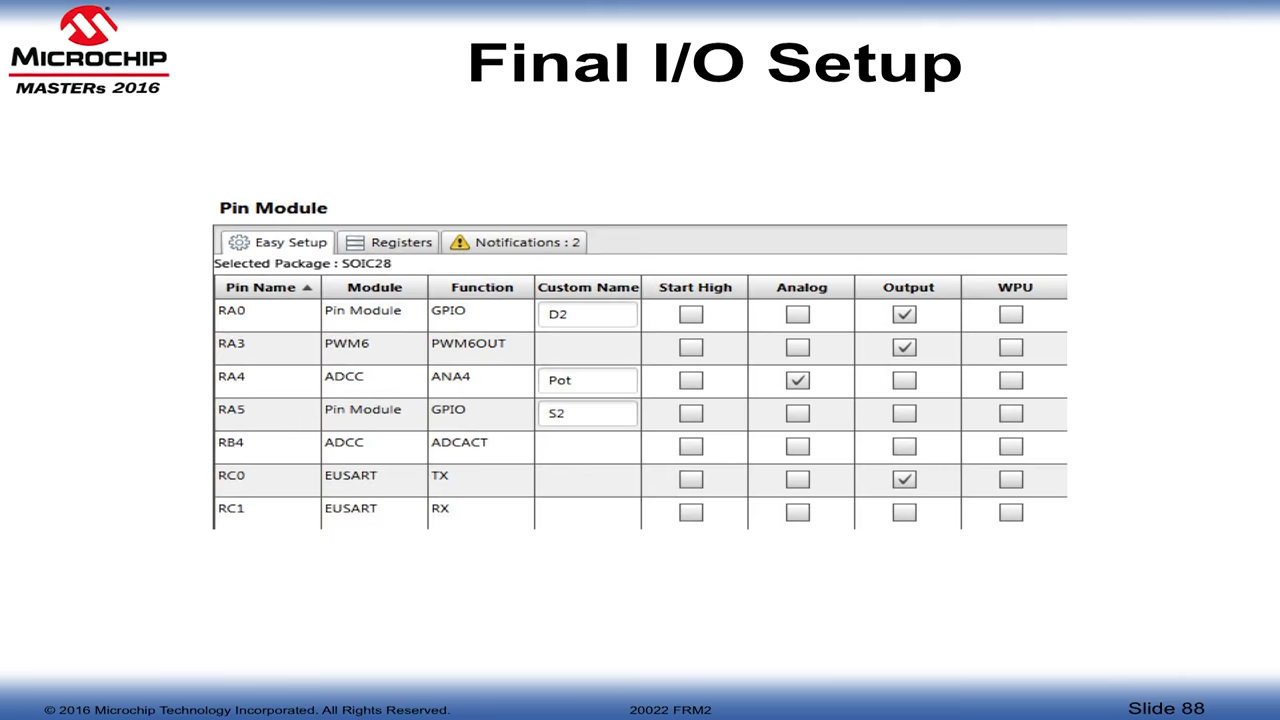 MICROCHIP
MASTERs 2016
Final I/O Setup
Pin Module
Easy Setup Registers Notifications : 2
Selected Package : SOIC28
Pin Name Module Function Custom Name Start High Analog Output WPU
RA0 Pin Module GPIO D2
RA3 PWM6 PWM6OUT
RA4 ADCC ANA4 Pot
RA5 Pin Module GPIO S2
RB4 ADCC ADCACT
RC0 EUSART TX
RC1 EUSART RX
© 2016 Microchip Technology Incorporated. All Rights Reserved. 20022 FRM2 Slide 88